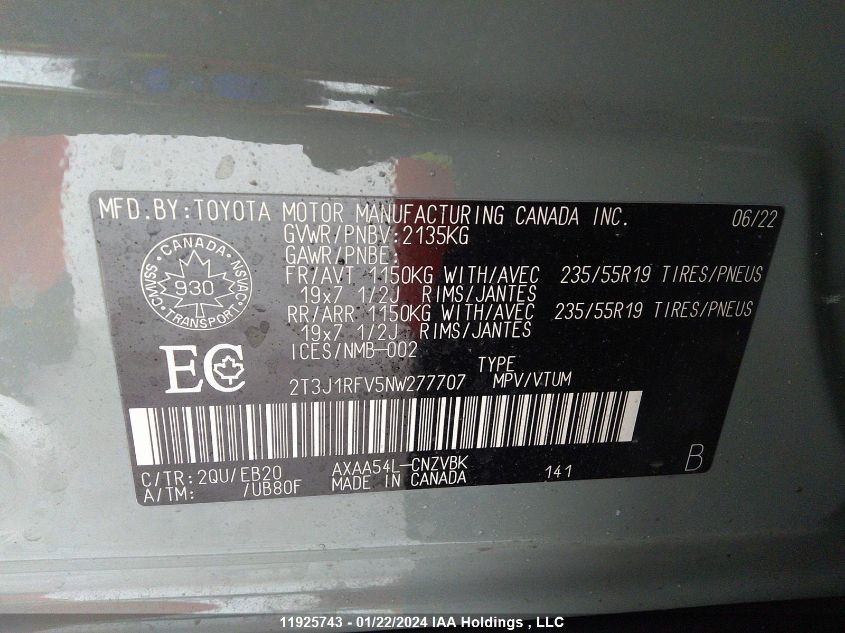 MFD.BY:TOYOTA MOTOR MANUFACTURING CANADA INC. 06/22
GVWR/PNBV:2135KG
GAWR/PNBE:
FR/AVT 1150KG WITH/AVEC 235/55R19 TIRES/PNEUS
19x7 1/2J RIMS/JANTES
RR/ARR 1150KG WITH/AVEC 235/55R19 TIRES/PNEUS
19x7 1/2J RIMS/JANTES
ICES/NMB-002
CANADA
CMVSS 930 NSVAC
TRANSPORT
EC
TYPE
2T3J1RFV5NW277707 MPV/VTUM
C/TR:2QU/EB20 AXAA54L-CNZVBK 141 B
A/TM: /UB80F MADE IN CANADA
11925743 - 01/22/2024 IAA Holdings , LLC